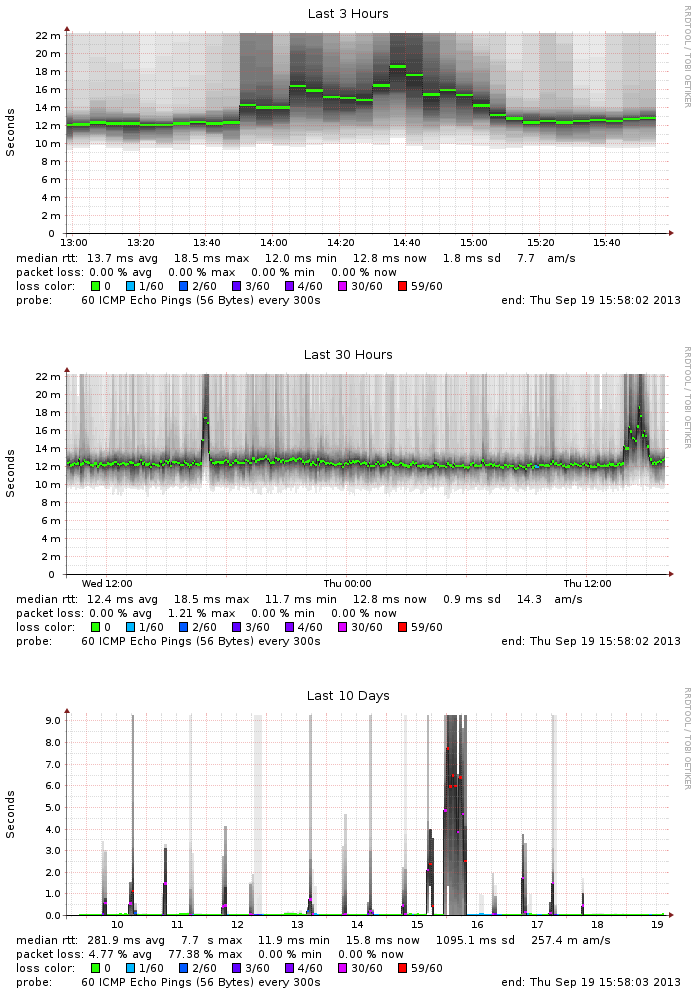 Last 3 Hours
RRDTOOL / TOBI OETIKER
Seconds
22 m
20 m
18 m
16 m
14 m
12 m
10 m
8 m
6 m
4 m
2 m
0
13:00 13:20 13:40 14:00 14:20 14:40 15:00 15:20 15:40
median rtt: 13.7 ms avg 18.5 ms max 12.0 ms min 12.8 ms now 1.8 ms sd 7.7 am/s
packet loss: 0.00 % avg 0.00 % max 0.00 % min 0.00 % now
loss color: 0 1/60 2/60 3/60 4/60 30/60 59/60
probe: 60 ICMP Echo Pings (56 Bytes) every 300s end: Thu Sep 19 15:58:02 2013
Last 30 Hours
RRDTOOL / TOBI OETIKER
Seconds
22 m
20 m
18 m
16 m
14 m
12 m
10 m
8 m
6 m
4 m
2 m
0
Wed 12:00 Thu 00:00 Thu 12:00
median rtt: 12.4 ms avg 18.5 ms max 11.7 ms min 12.8 ms now 0.9 ms sd 14.3 am/s
packet loss: 0.00 % avg 1.21 % max 0.00 % min 0.00 % now
loss color: 0 1/60 2/60 3/60 4/60 30/60 59/60
probe: 60 ICMP Echo Pings (56 Bytes) every 300s end: Thu Sep 19 15:58:02 2013
Last 10 Days
RRDTOOL / TOBI OETIKER
Seconds
9.0
8.0
7.0
6.0
5.0
4.0
3.0
2.0
1.0
0.0
10 11 12 13 14 15 16 17 18 19
median rtt: 281.9 ms avg 7.7 s max 11.9 ms min 15.8 ms now 1095.1 ms sd 257.4 m am/s
packet loss: 4.77 % avg 77.38 % max 0.00 % min 0.00 % now
loss color: 0 1/60 2/60 3/60 4/60 30/60 59/60
probe: 60 ICMP Echo Pings (56 Bytes) every 300s end: Thu Sep 19 15:58:03 2013